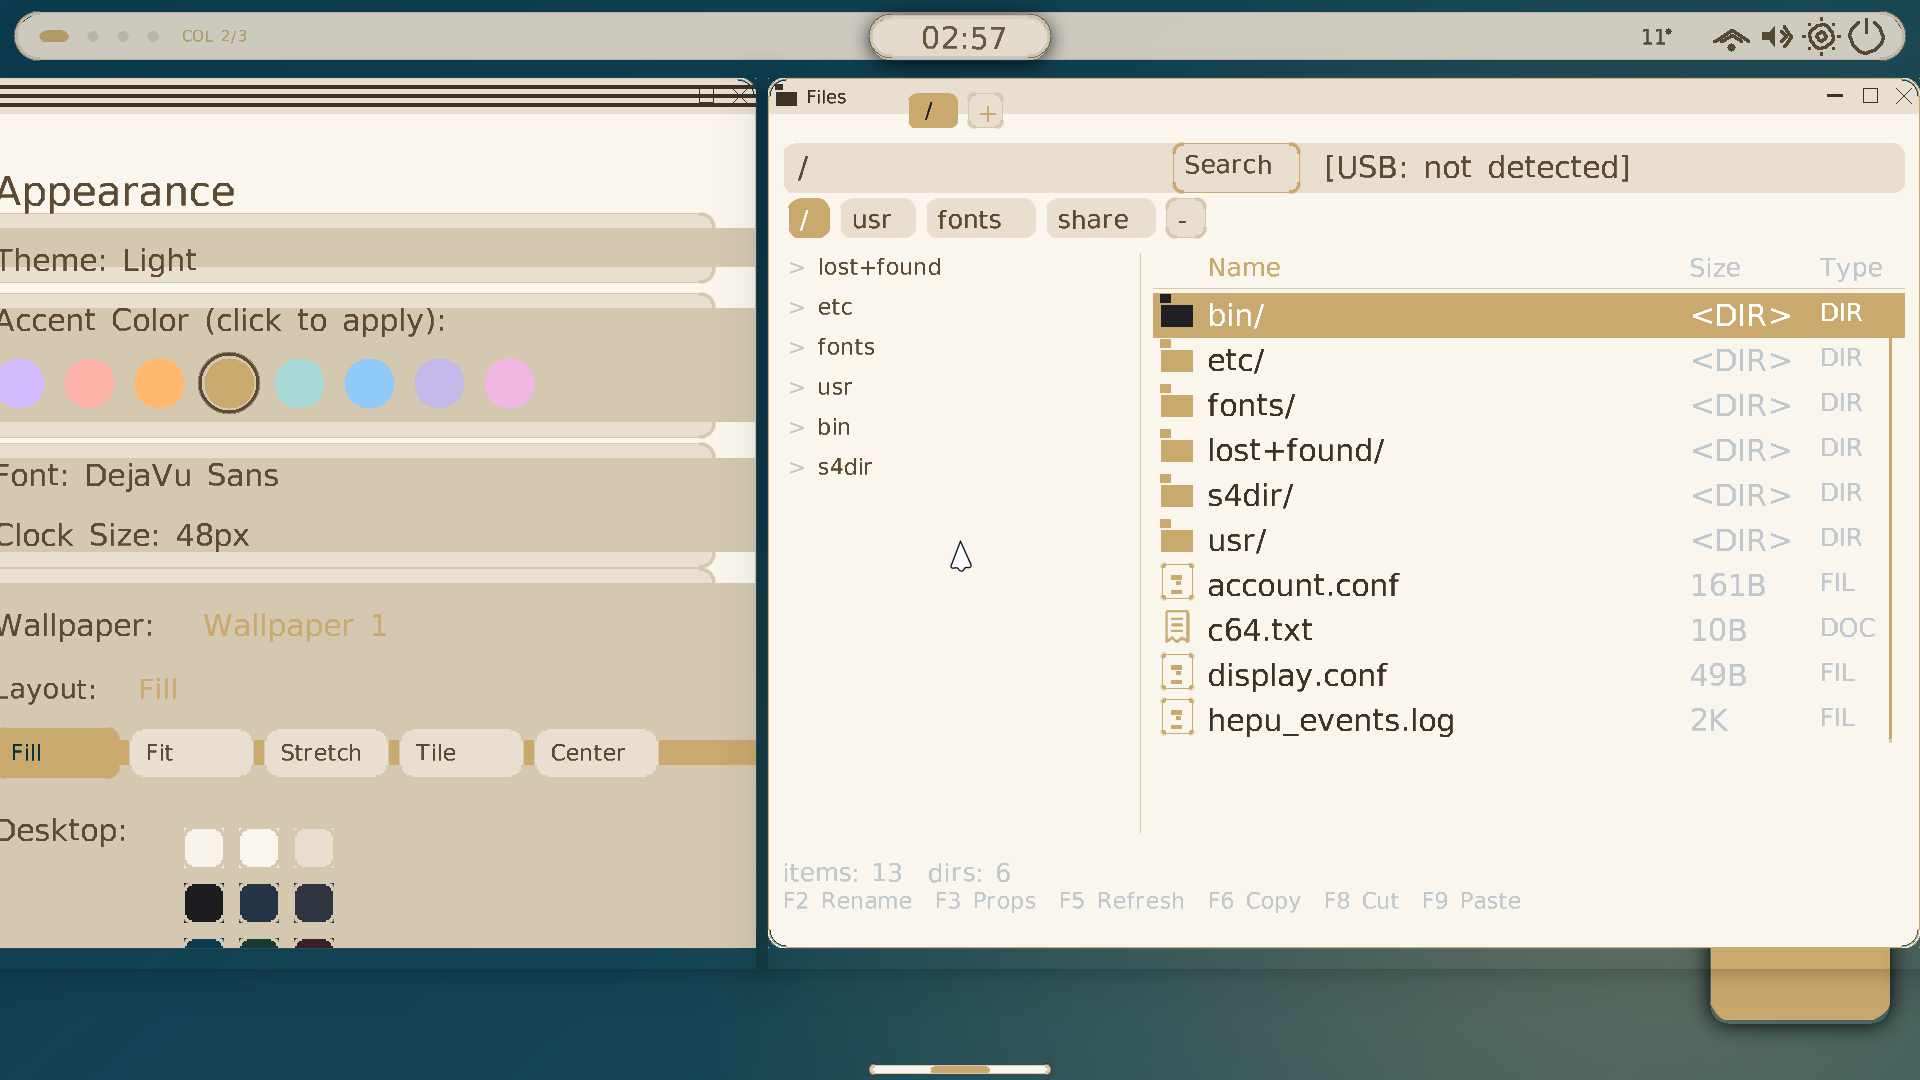 COL 2/3
02:57
11°
Appearance
Theme: Light
Accent Color (click to apply):
Font: DejaVu Sans
Clock Size: 48px
Wallpaper: Wallpaper 1
Layout: Fill
Fill Fit Stretch Tile Center
Desktop:
Files
/ +
/ Search [USB: not detected]
/ usr fonts share -
> lost+found
> etc
> fonts
> usr
> bin
> s4dir
Name Size Type
bin/ <DIR> DIR
etc/ <DIR> DIR
fonts/ <DIR> DIR
lost+found/ <DIR> DIR
s4dir/ <DIR> DIR
usr/ <DIR> DIR
account.conf 161B FIL
c64.txt 10B DOC
display.conf 49B FIL
hepu_events.log 2K FIL
items: 13 dirs: 6
F2 Rename F3 Props F5 Refresh F6 Copy F8 Cut F9 Paste